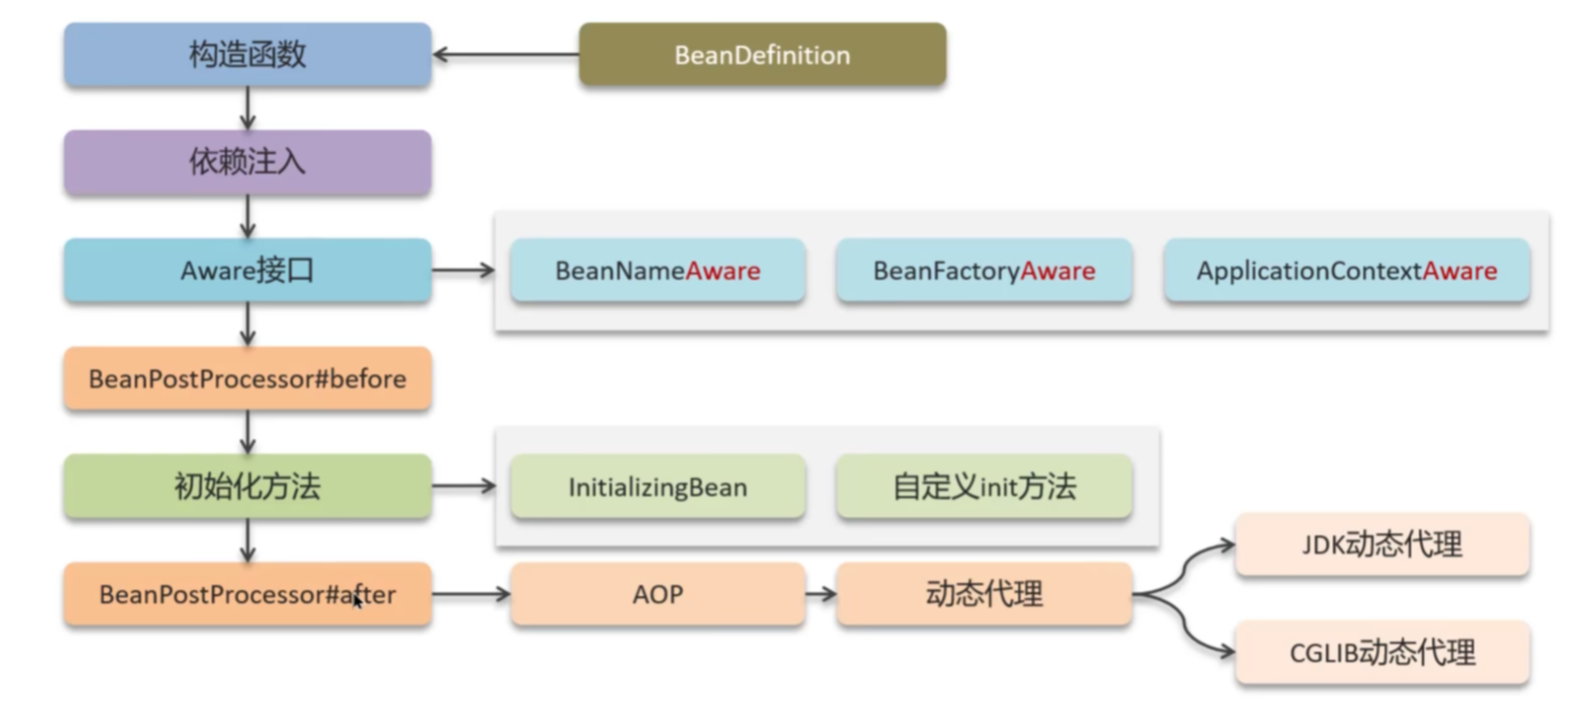 构造函数
BeanDefinition
依赖注入
Aware接口
BeanNameAware
BeanFactoryAware
ApplicationContextAware
BeanPostProcessor#before
初始化方法
InitializingBean
自定义init方法
BeanPostProcessor#after
AOP
动态代理
JDK动态代理
CGLIB动态代理